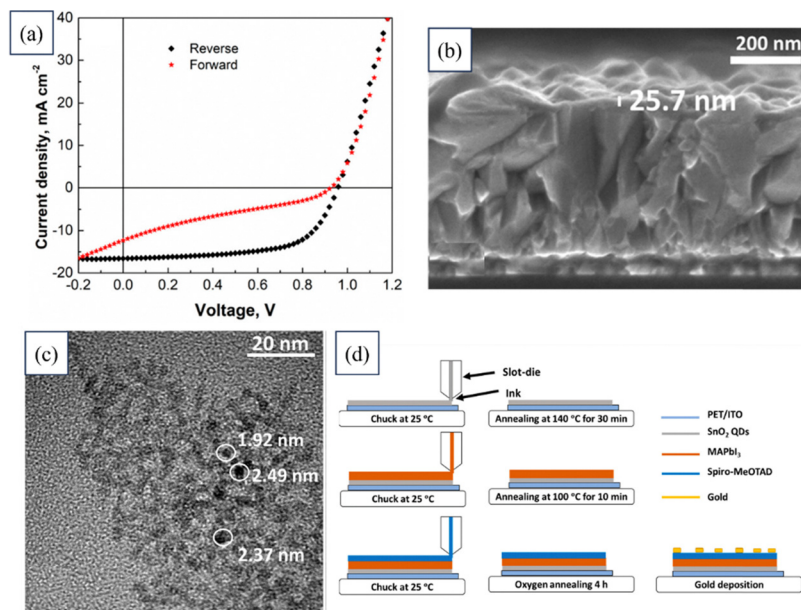 (a)
40
30
20
10
0
-10
-20
-0.2
0.0
0.2
0.4
0.6
0.8
1.0
1.2
Current density, mA cm⁻²
Voltage, V
Reverse
Forward
(b)
200 nm
25.7 nm
(c)
20 nm
1.92 nm
2.49 nm
2.37 nm
(d)
Slot-die
Ink
Chuck at 25 °C
Annealing at 140 °C for 30 min
Chuck at 25 °C
Annealing at 100 °C for 10 min
Chuck at 25 °C
Oxygen annealing 4 h
Gold deposition
PET/ITO
SnO₂ QDs
MAPbI₃
Spiro-MeOTAD
Gold